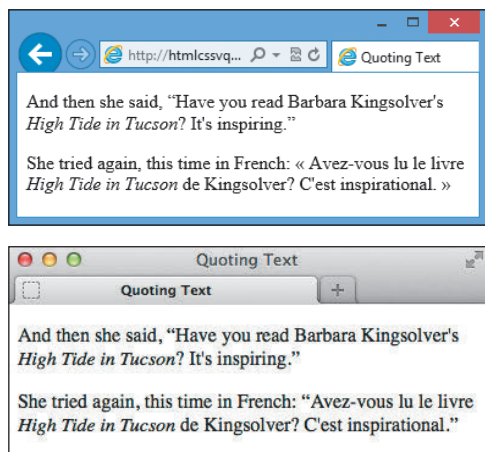 http://htmlcssvq...
Quoting Text
And then she said, “Have you read Barbara Kingsolver's
High Tide in Tucson? It's inspiring.”
She tried again, this time in French: « Avez-vous lu le livre
High Tide in Tucson de Kingsolver? C'est inspirational. »
Quoting Text
Quoting Text
And then she said, “Have you read Barbara Kingsolver's
High Tide in Tucson? It's inspiring.”
She tried again, this time in French: “Avez-vous lu le livre
High Tide in Tucson de Kingsolver? C'est inspirational.”